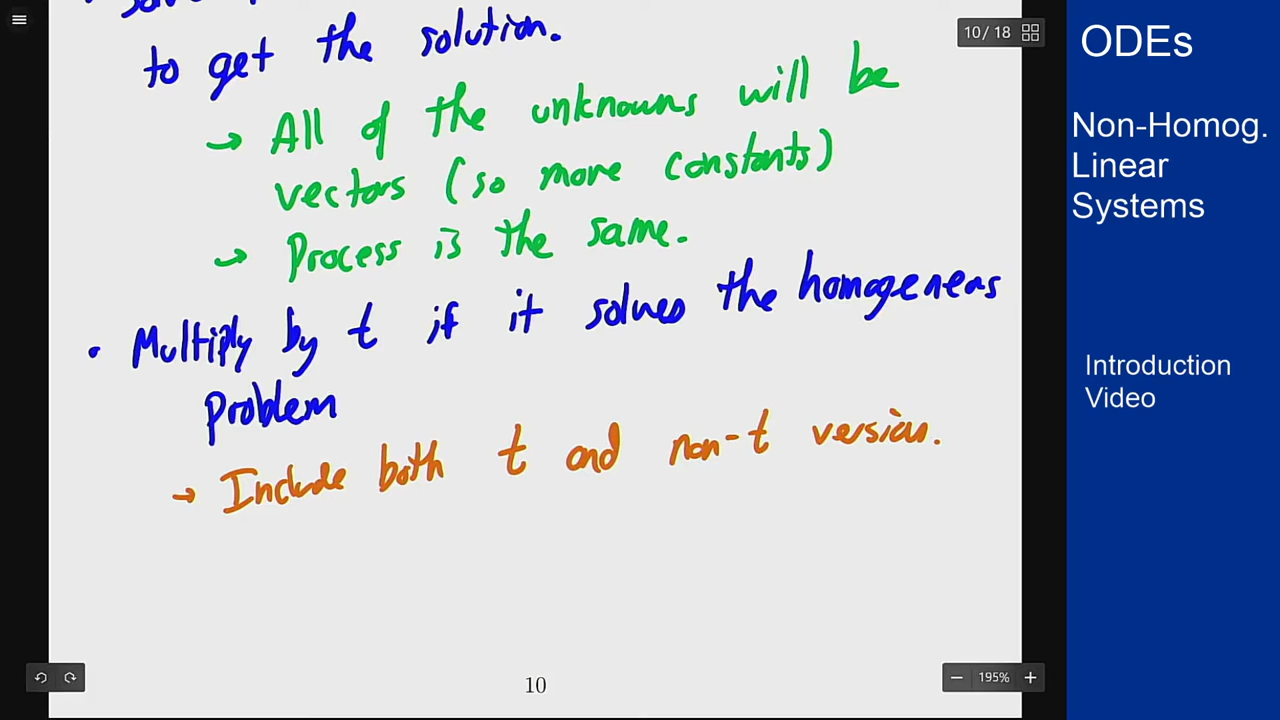 to get the solution.
→ All of the unknowns will be
vectors (so more constants)
→ Process is the same.
• Multiply by t if it solves the homogeneous
problem
→ Include both t and non-t version.
10
10/ 18
195%
ODEs
Non-Homog.
Linear
Systems
Introduction
Video